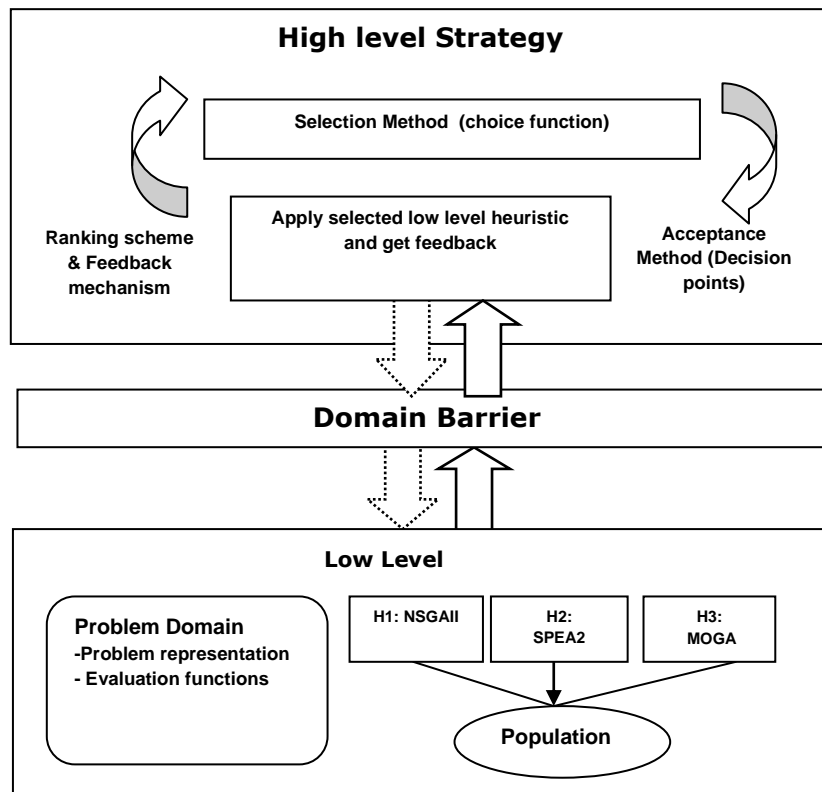 High level Strategy
Selection Method (choice function)
Apply selected low level heuristic
and get feedback
Ranking scheme
& Feedback
mechanism
Acceptance
Method (Decision
points)
Domain Barrier
Low Level
Problem Domain
-Problem representation
- Evaluation functions
H1: NSGAII
H2:
SPEA2
H3:
MOGA
Population